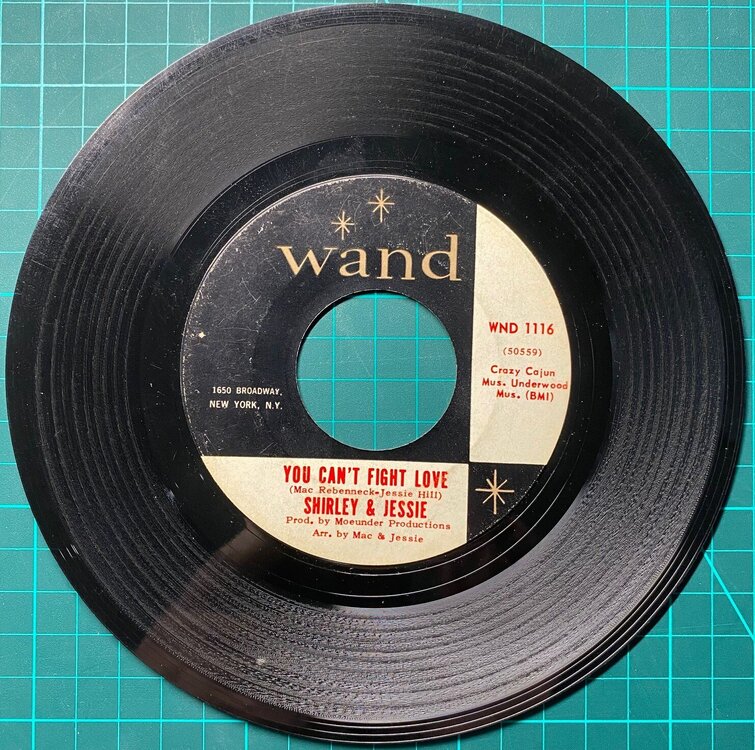 wand
WND 1116
(50559)
Crazy Cajun
Mus. Underwood
Mus. (BMI)
1650 BROADWAY,
NEW YORK, N.Y.
YOU CAN'T FIGHT LOVE
(Mac Rebenneck-Jessie Hill)
SHIRLEY & JESSIE
Prod. by Moeunder Productions
Arr. by Mac & Jessie